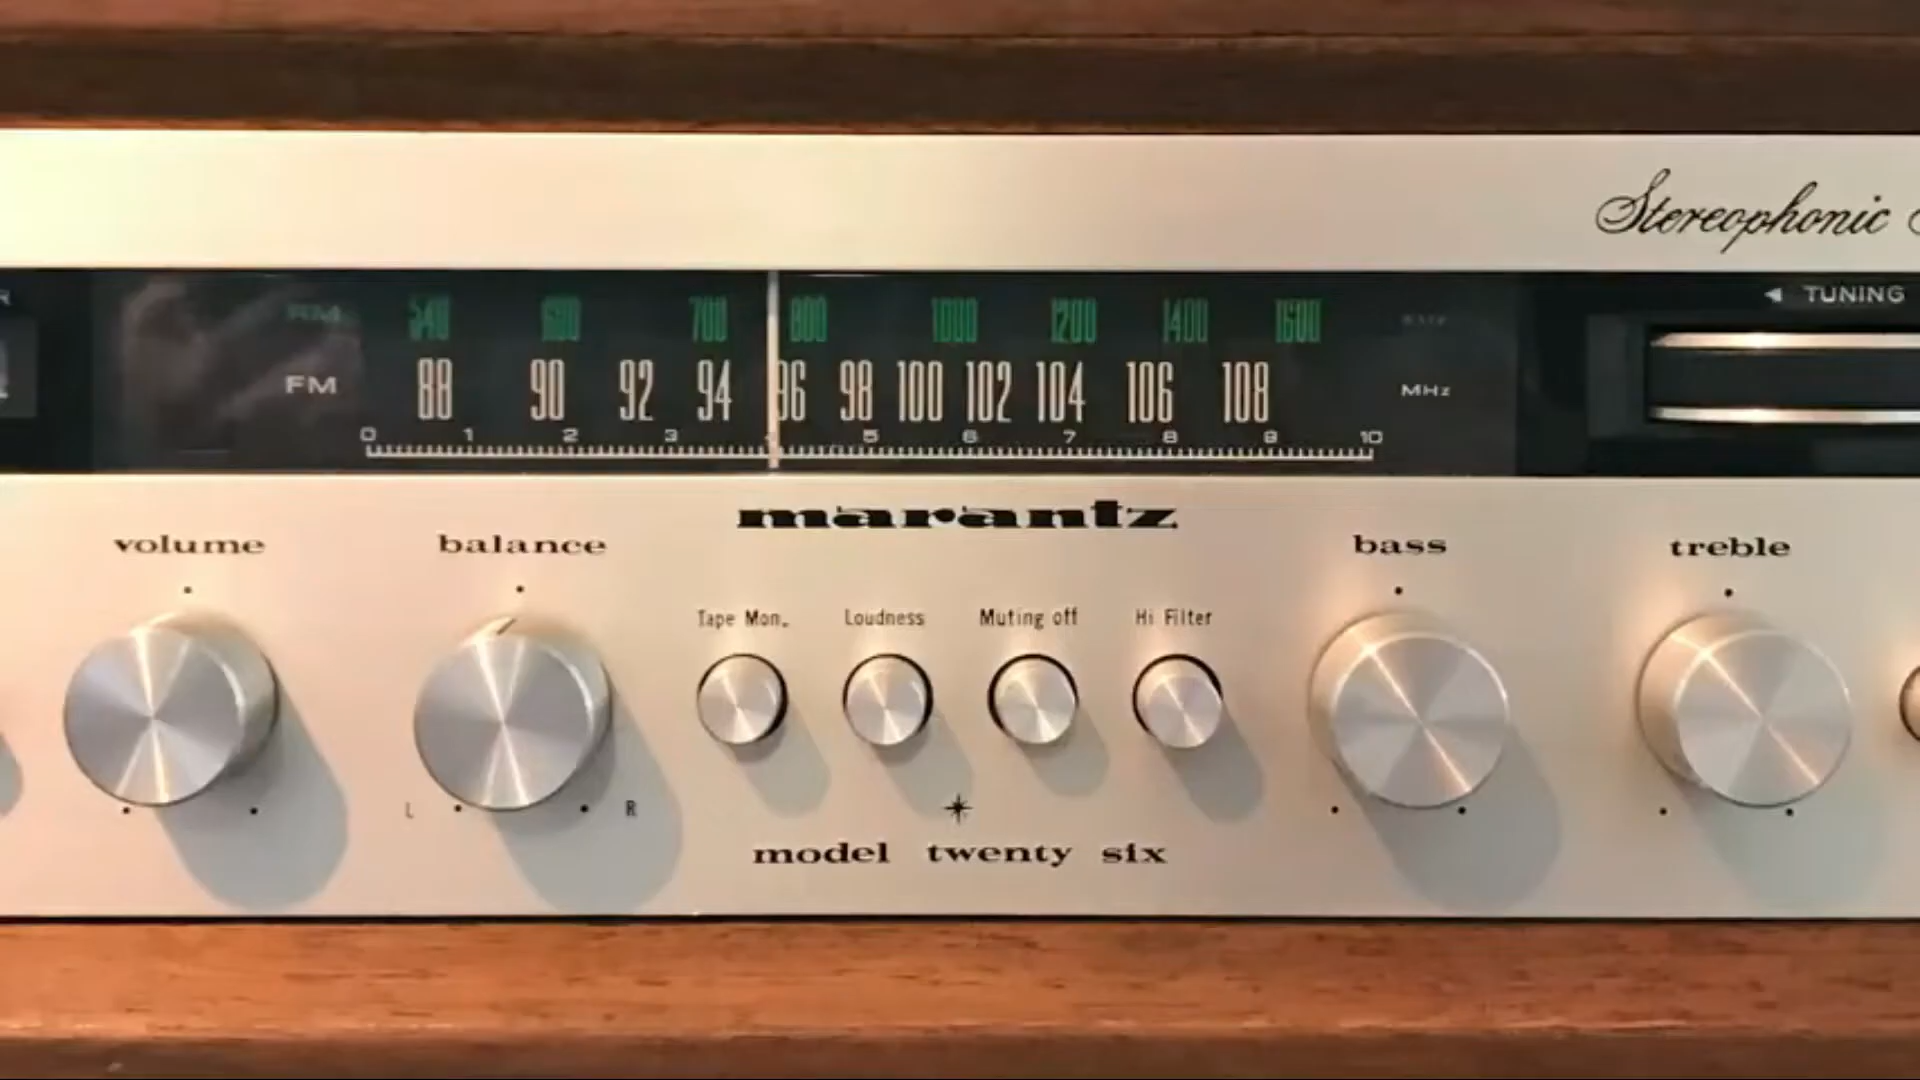 Stereophonic
R
◄ TUNING
AM 540 600 700 800 1000 1200 1400 1600
FM 88 90 92 94 96 98 100 102 104 106 108 MHz
0 1 2 3 4 5 6 7 8 9 10
marantz
volume balance bass treble
Tape Mon. Loudness Muting off Hi Filter
L R
model twenty six